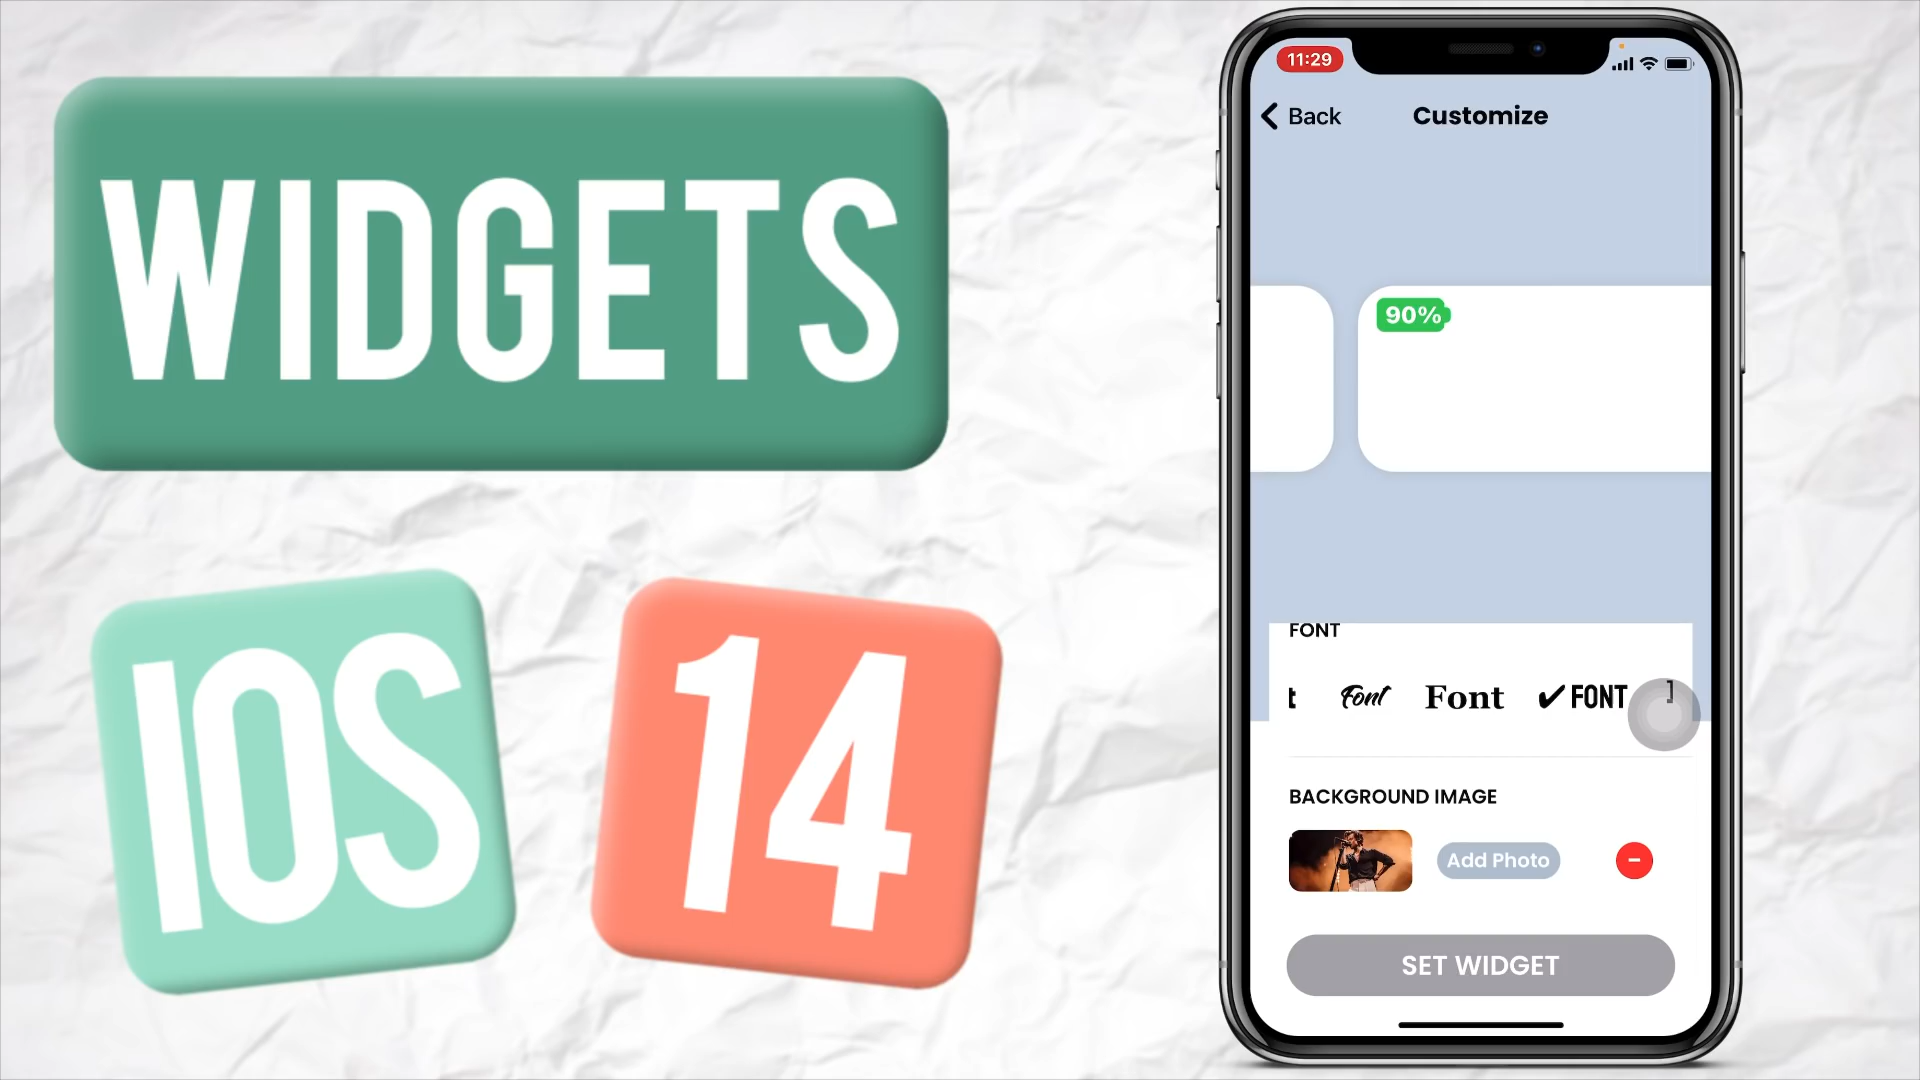 WIDGETS
IOS
14
11:29
Back
Customize
90%
FONT
t Font Font ✓ FONT
BACKGROUND IMAGE
Add Photo
SET WIDGET